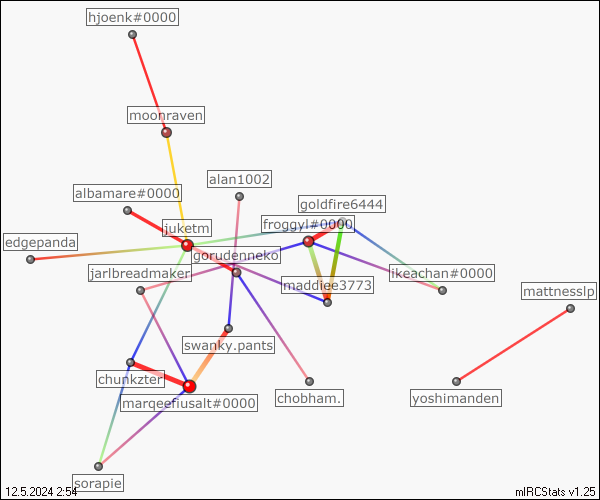 hjoenk#0000
moonraven
alan1002
albamare#0000
goldfire6444
froggyl#0000
juketm
edgepanda
gorudenneko
jarlbreadmaker
ikeachan#0000
maddiee3773
mattnesslp
swanky.pants
chunkzter
chobham.
yoshimanden
marqeefiusalt#0000
sorapie
12.5.2024 2:54
mIRCStats v1.25